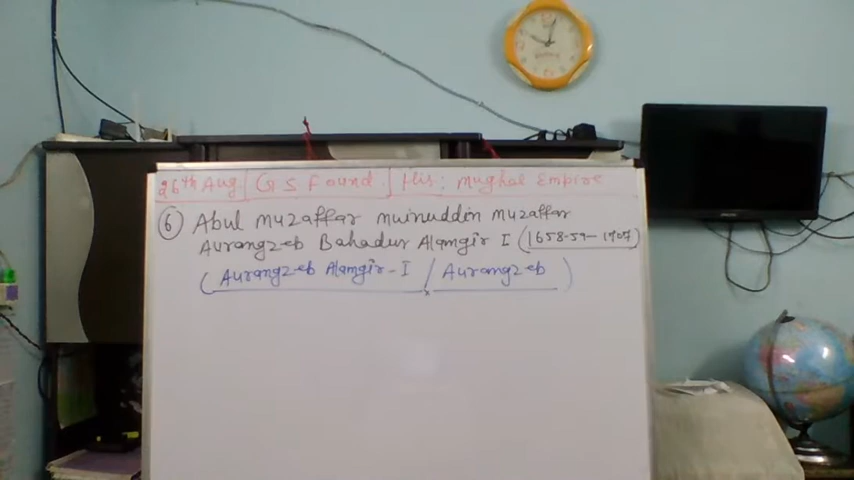 26th Aug | GS Found. | His: Mughal Empire
⑥ Abul Muzaffar Muinuddin Muzaffar
Aurangzeb Bahadur Alamgir I (1658-59-1707)
(Aurangzeb Alamgir-I / Aurangzeb)